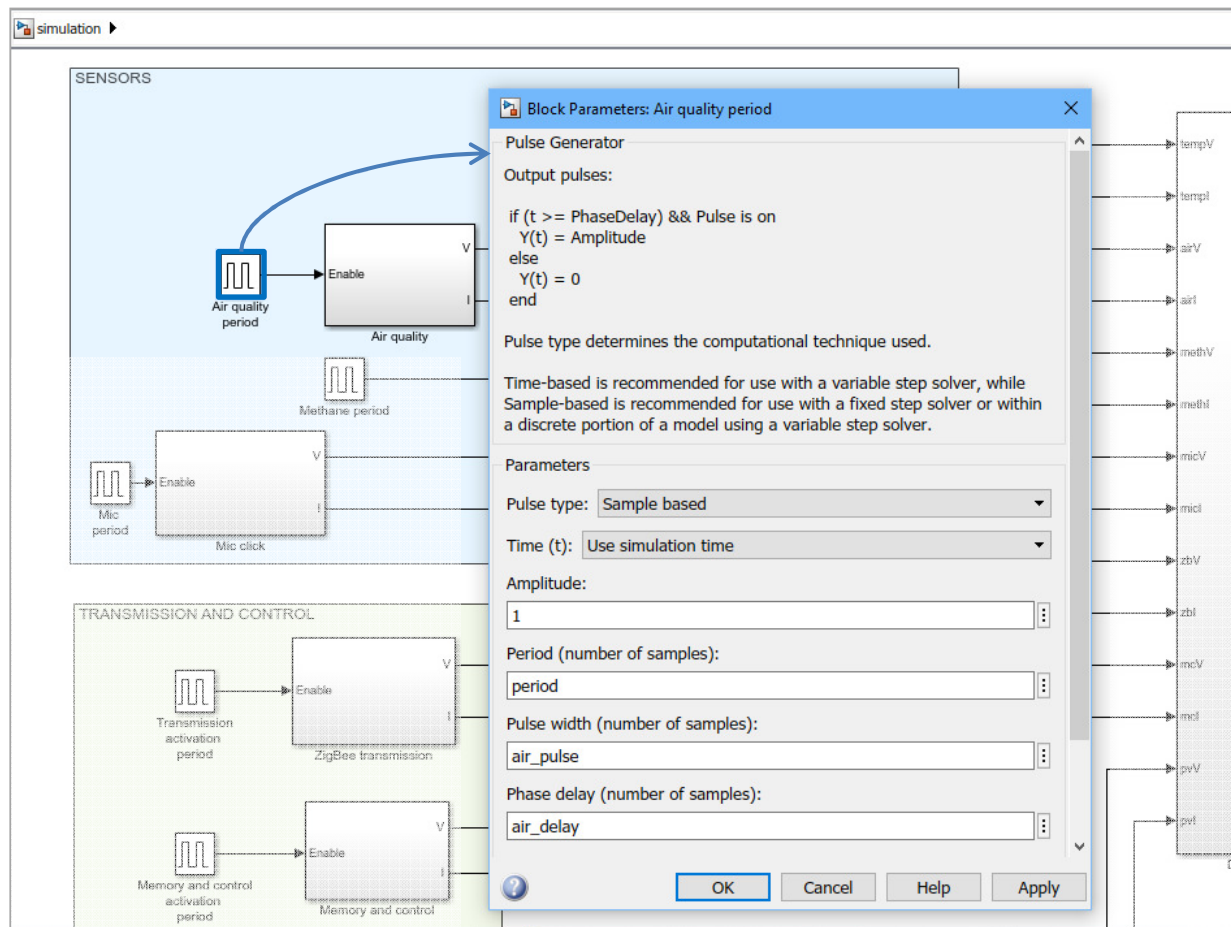 simulation
SENSORS
Enable
V
I
Air quality
period
Air quality
Methane period
Enable
V
I
Mic
period
Mic click
TRANSMISSION AND CONTROL
Enable
V
I
Transmission
activation
period
ZigBee transmission
Enable
V
I
Memory and control
activation
period
Memory and control
Block Parameters: Air quality period
Pulse Generator
Output pulses:
if (t >= PhaseDelay) && Pulse is on
Y(t) = Amplitude
else
Y(t) = 0
end
Pulse type determines the computational technique used.
Time-based is recommended for use with a variable step solver, while
Sample-based is recommended for use with a fixed step solver or within
a discrete portion of a model using a variable step solver.
Parameters
Pulse type: Sample based
Time (t): Use simulation time
Amplitude:
1
Period (number of samples):
period
Pulse width (number of samples):
air_pulse
Phase delay (number of samples):
air_delay
OK Cancel Help Apply
tempV
tempI
airV
airI
methV
methI
micV
micI
zbV
zbI
mcV
mcI
pvV
pvI